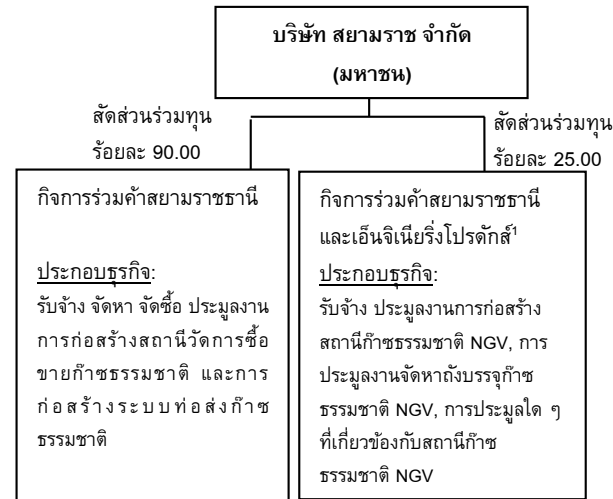 บริษัท สยามราช จำกัด
(มหาชน)
สัดส่วนร่วมทุน
ร้อยละ 90.00
สัดส่วนร่วมทุน
ร้อยละ 25.00
กิจการร่วมค้าสยามราชธานี
ประกอบธุรกิจ:
รับจ้าง จัดหา จัดซื้อ ประมูลงาน
การก่อสร้างสถานีวัดการซื้อ
ขายก๊าซธรรมชาติ และการ
ก่อสร้างระบบท่อส่งก๊าซ
ธรรมชาติ
กิจการร่วมค้าสยามราชธานี
และเอ็นจิเนียริ่งโปรดักส์¹
ประกอบธุรกิจ:
รับจ้าง ประมูลงานการก่อสร้าง
สถานีก๊าซธรรมชาติ NGV, การ
ประมูลงานจัดหาถังบรรจุก๊าซ
ธรรมชาติ NGV, การประมูลใด ๆ
ที่เกี่ยวข้องกับสถานีก๊าซ
ธรรมชาติ NGV